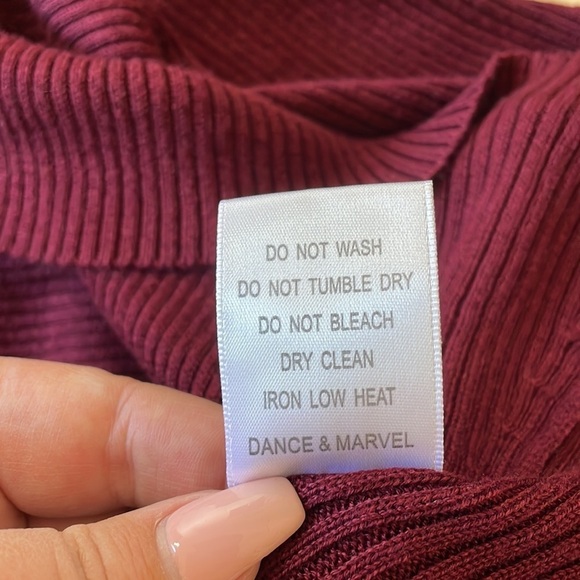 DO NOT WASH
DO NOT TUMBLE DRY
DO NOT BLEACH
DRY CLEAN
IRON LOW HEAT
DANCE & MARVEL